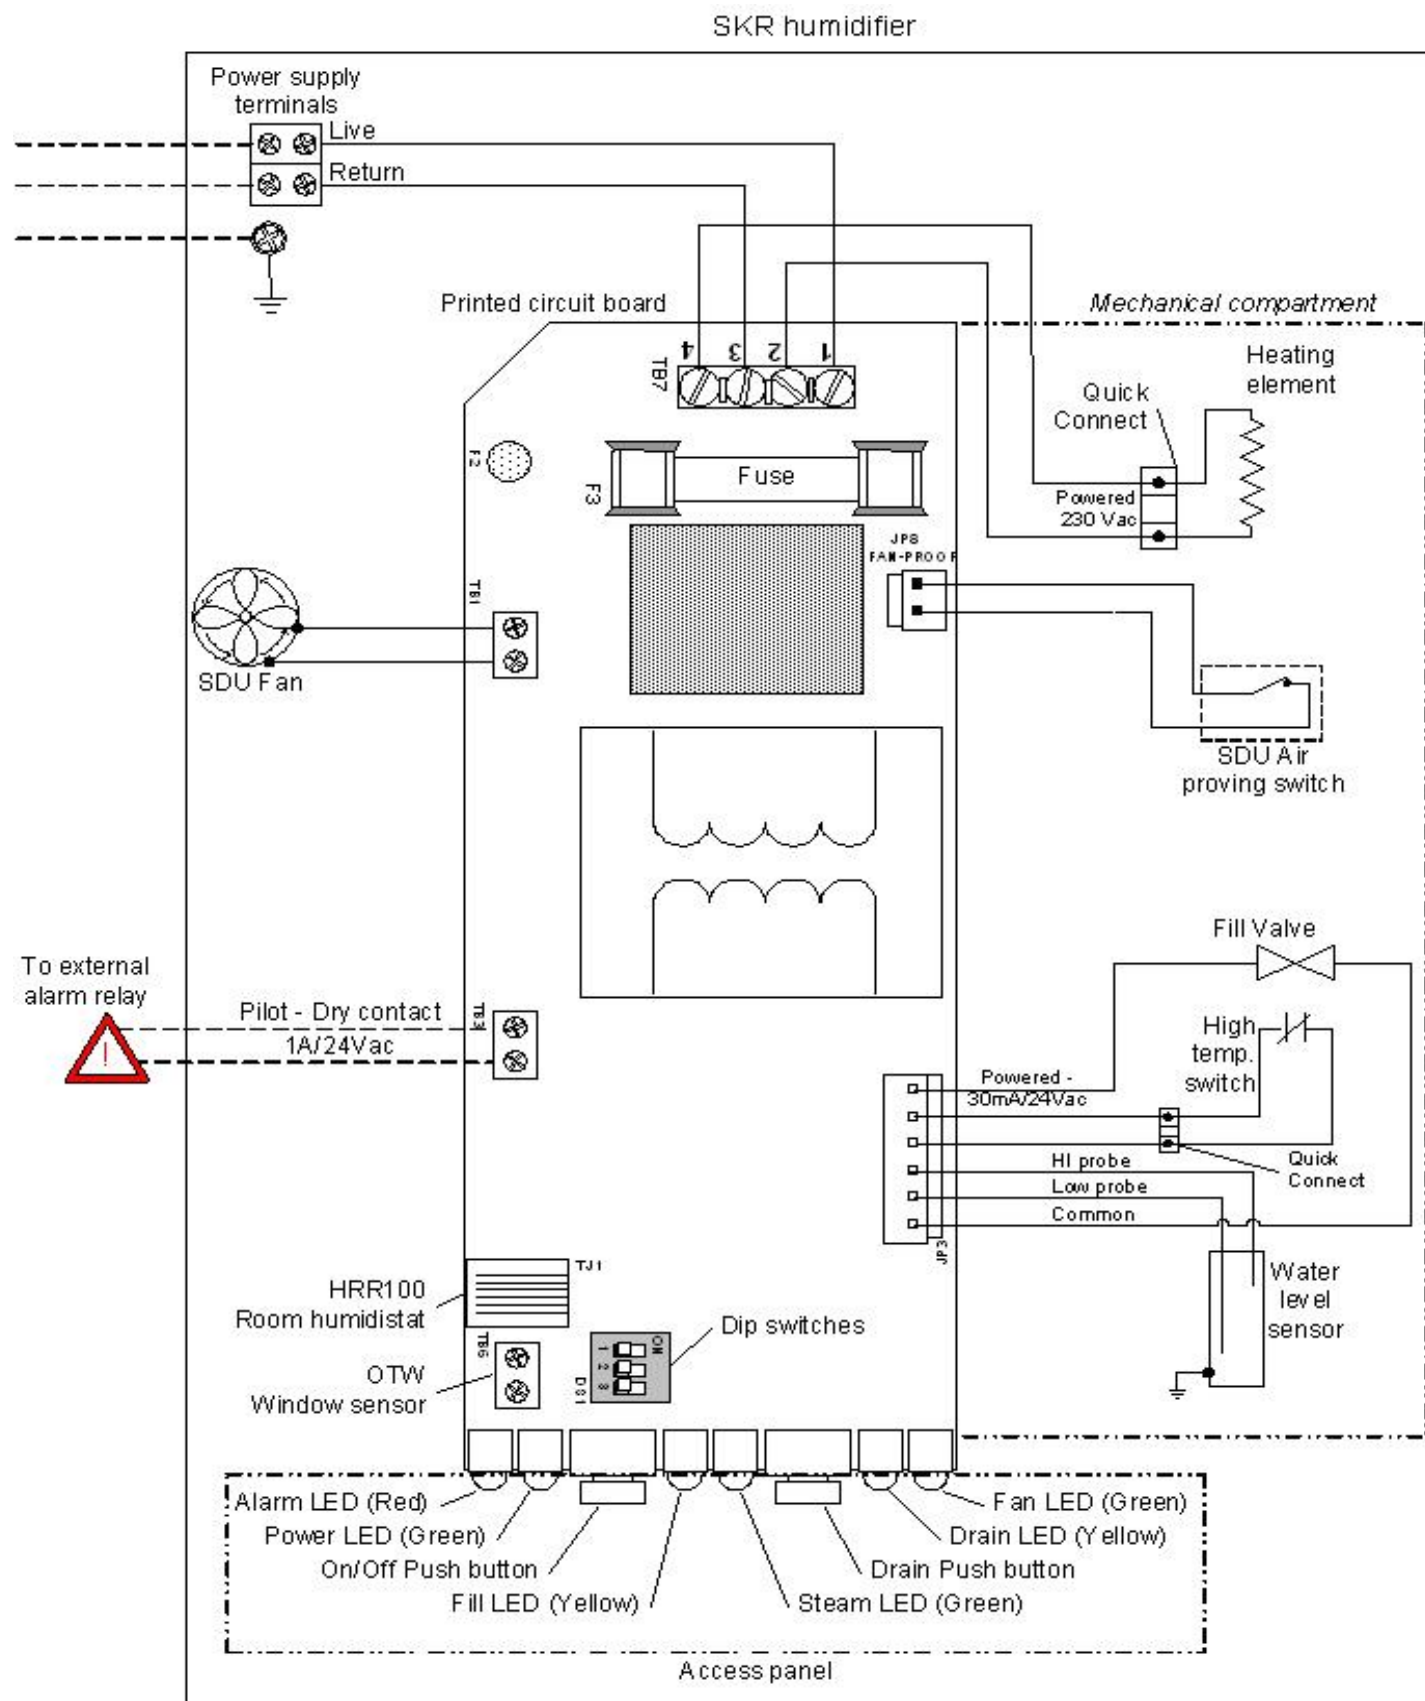 SKR humidifier
Power supply
terminals
Live
Return
Printed circuit board
Mechanical compartment
4 3 2 1
TB7
Heating
element
Quick
Connect
Powered
230 Vac
F2
Fuse
F3
JP8
FAN-PROOF
TB1
SDU Fan
SDU Air
proving switch
Fill Valve
To external
alarm relay
Pilot - Dry contact
1A/24Vac
TB3
!
High
temp.
switch
Powered -
30mA/24Vac
Quick
Connect
HI probe
Low probe
Common
JP3
TJ1
HRR100
Room humidistat
Water
level
sensor
Dip switches
TB6
ON
1
2
3
DS1
OTW
Window sensor
Alarm LED (Red)
Fan LED (Green)
Power LED (Green)
Drain LED (Yellow)
On/Off Push button
Drain Push button
Fill LED (Yellow)
Steam LED (Green)
Access panel